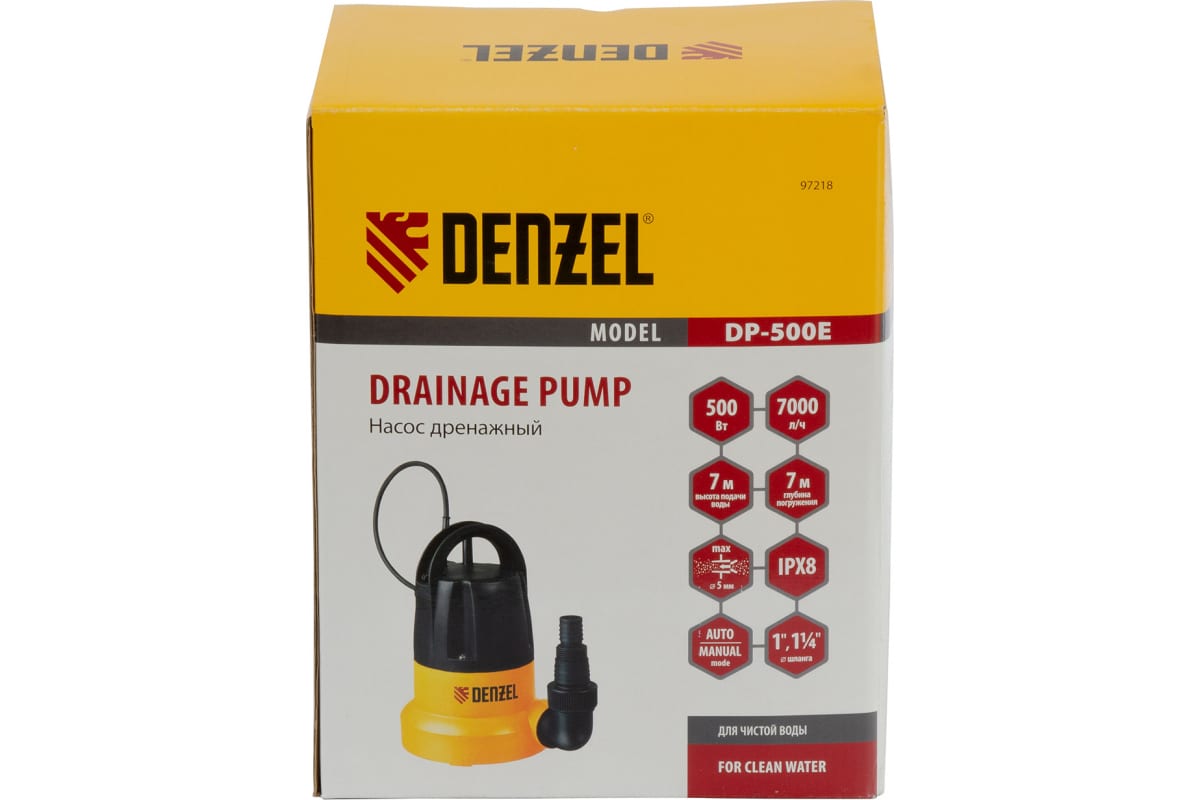 DENZEL
97218
DENZEL®
MODEL DP-500E
DRAINAGE PUMP
Насос дренажный
500
Вт
7000
л/ч
7 м
высота подачи
воды
7 м
глубина
погружения
max
⌀ 5 мм
IPX8
AUTO
MANUAL
mode
1", 1¼"
⌀ шланга
DENZEL
ДЛЯ ЧИСТОЙ ВОДЫ
FOR CLEAN WATER